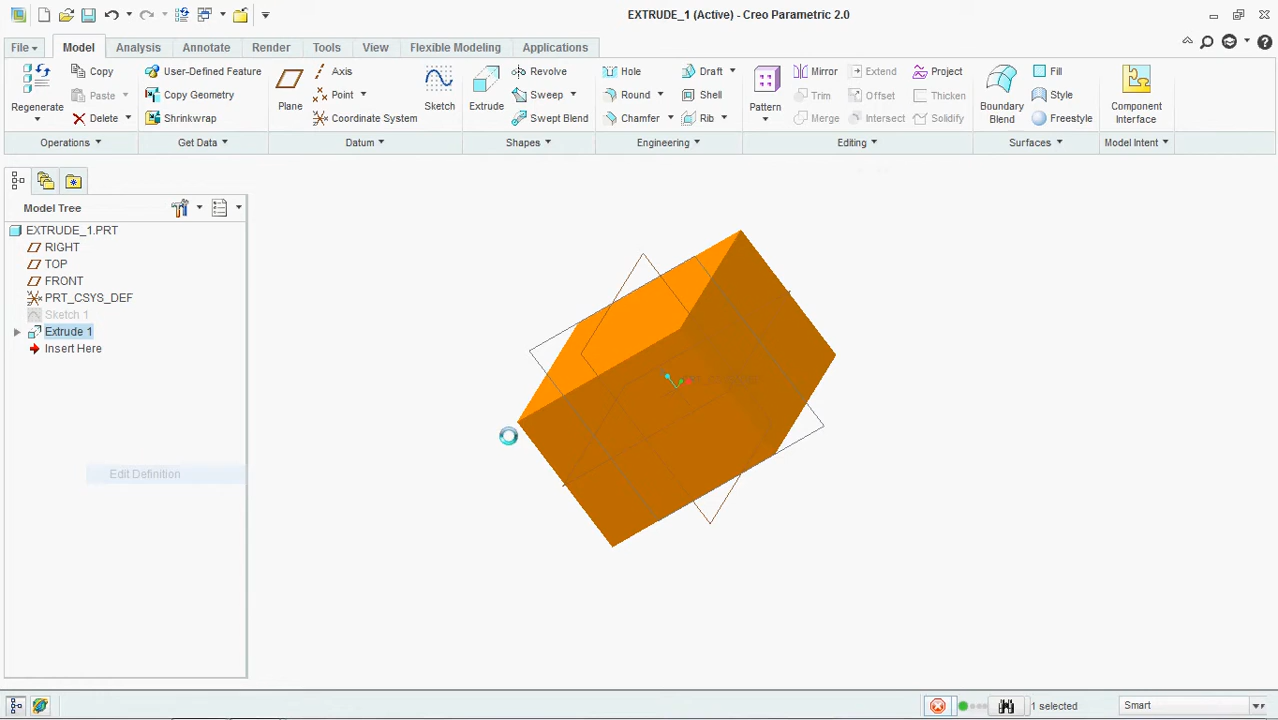 EXTRUDE_1 (Active) - Creo Parametric 2.0
File Model Analysis Annotate Render Tools View Flexible Modeling Applications
Regenerate
Copy
Paste
Delete
Operations
User-Defined Feature
Copy Geometry
Shrinkwrap
Get Data
Plane
Axis
Point
Coordinate System
Datum
Sketch
Extrude
Revolve
Sweep
Swept Blend
Shapes
Hole
Round
Chamfer
Draft
Shell
Rib
Engineering
Pattern
Mirror
Trim
Merge
Extend
Offset
Intersect
Project
Thicken
Solidify
Editing
Boundary
Blend
Fill
Style
Freestyle
Surfaces
Component
Interface
Model Intent
Model Tree
EXTRUDE_1.PRT
RIGHT
TOP
FRONT
PRT_CSYS_DEF
Sketch 1
Extrude 1
Insert Here
Edit Definition
1 selected
Smart